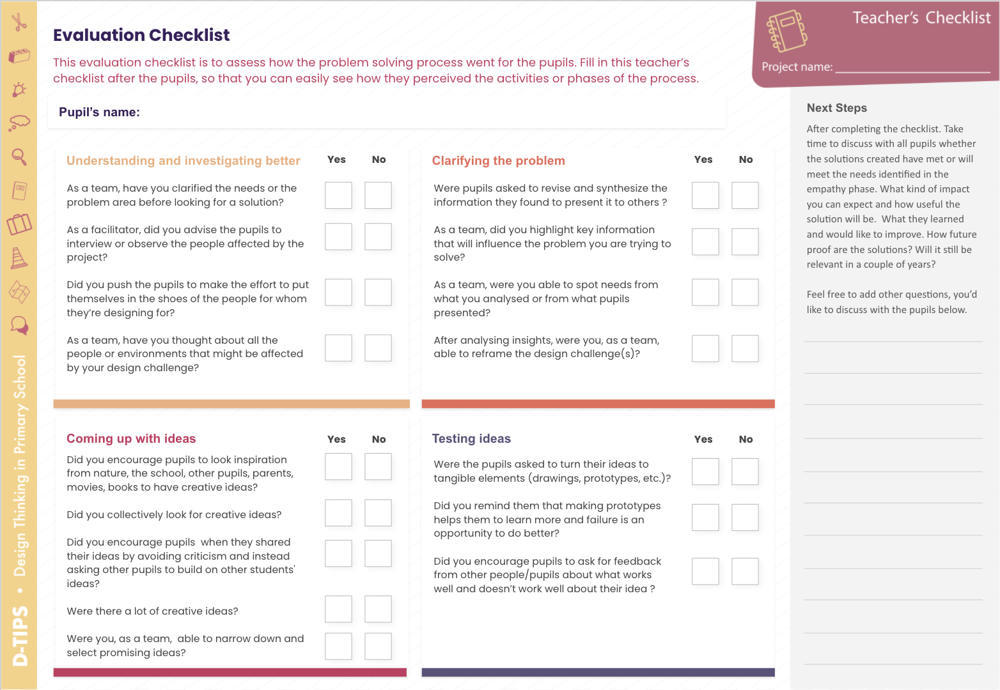 Evaluation Checklist
This evaluation checklist is to assess how the problem solving process went for the pupils. Fill in this teacher’s
checklist after the pupils, so that you can easily see how they perceived the activities or phases of the process.
Teacher’s Checklist
Project name:
Pupil’s name:
Understanding and investigating better Yes No
As a team, have you clarified the needs or the
problem area before looking for a solution?
As a facilitator, did you advise the pupils to
interview or observe the people affected by the
project?
Did you push the pupils to make the effort to put
themselves in the shoes of the people for whom
they’re designing for?
As a team, have you thought about all the
people or environments that might be affected
by your design challenge?
Clarifying the problem Yes No
Were pupils asked to revise and synthesize the
information they found to present it to others ?
As a team, did you highlight key information
that will influence the problem you are trying to
solve?
As a team, were you able to spot needs from
what you analysed or from what pupils
presented?
After analysing insights, were you, as a team,
able to reframe the design challenge(s)?
Coming up with ideas Yes No
Did you encourage pupils to look inspiration
from nature, the school, other pupils, parents,
movies, books to have creative ideas?
Did you collectively look for creative ideas?
Did you encourage pupils  when they shared
their ideas by avoiding criticism and instead
asking other pupils to build on other students'
ideas?
Were there a lot of creative ideas?
Were you, as a team,  able to narrow down and
select promising ideas?
Testing ideas Yes No
Were the pupils asked to turn their ideas to
tangible elements (drawings, prototypes, etc.)?
Did you remind them that making prototypes
helps them to learn more and failure is an
opportunity to do better?
Did you encourage pupils to ask for feedback
from other people/pupils about what works
well and doesn’t work well about their idea ?
Next Steps
After completing the checklist. Take
time to discuss with all pupils whether
the solutions created have met or will
meet the needs identified in the
empathy phase. What kind of impact
you can expect and how useful the
solution will be.  What they learned
and would like to improve. How future
proof are the solutions? Will it still be
relevant in a couple of years?
Feel free to add other questions, you’d
like to discuss with the pupils below.
D-TIPS • Design Thinking in Primary School